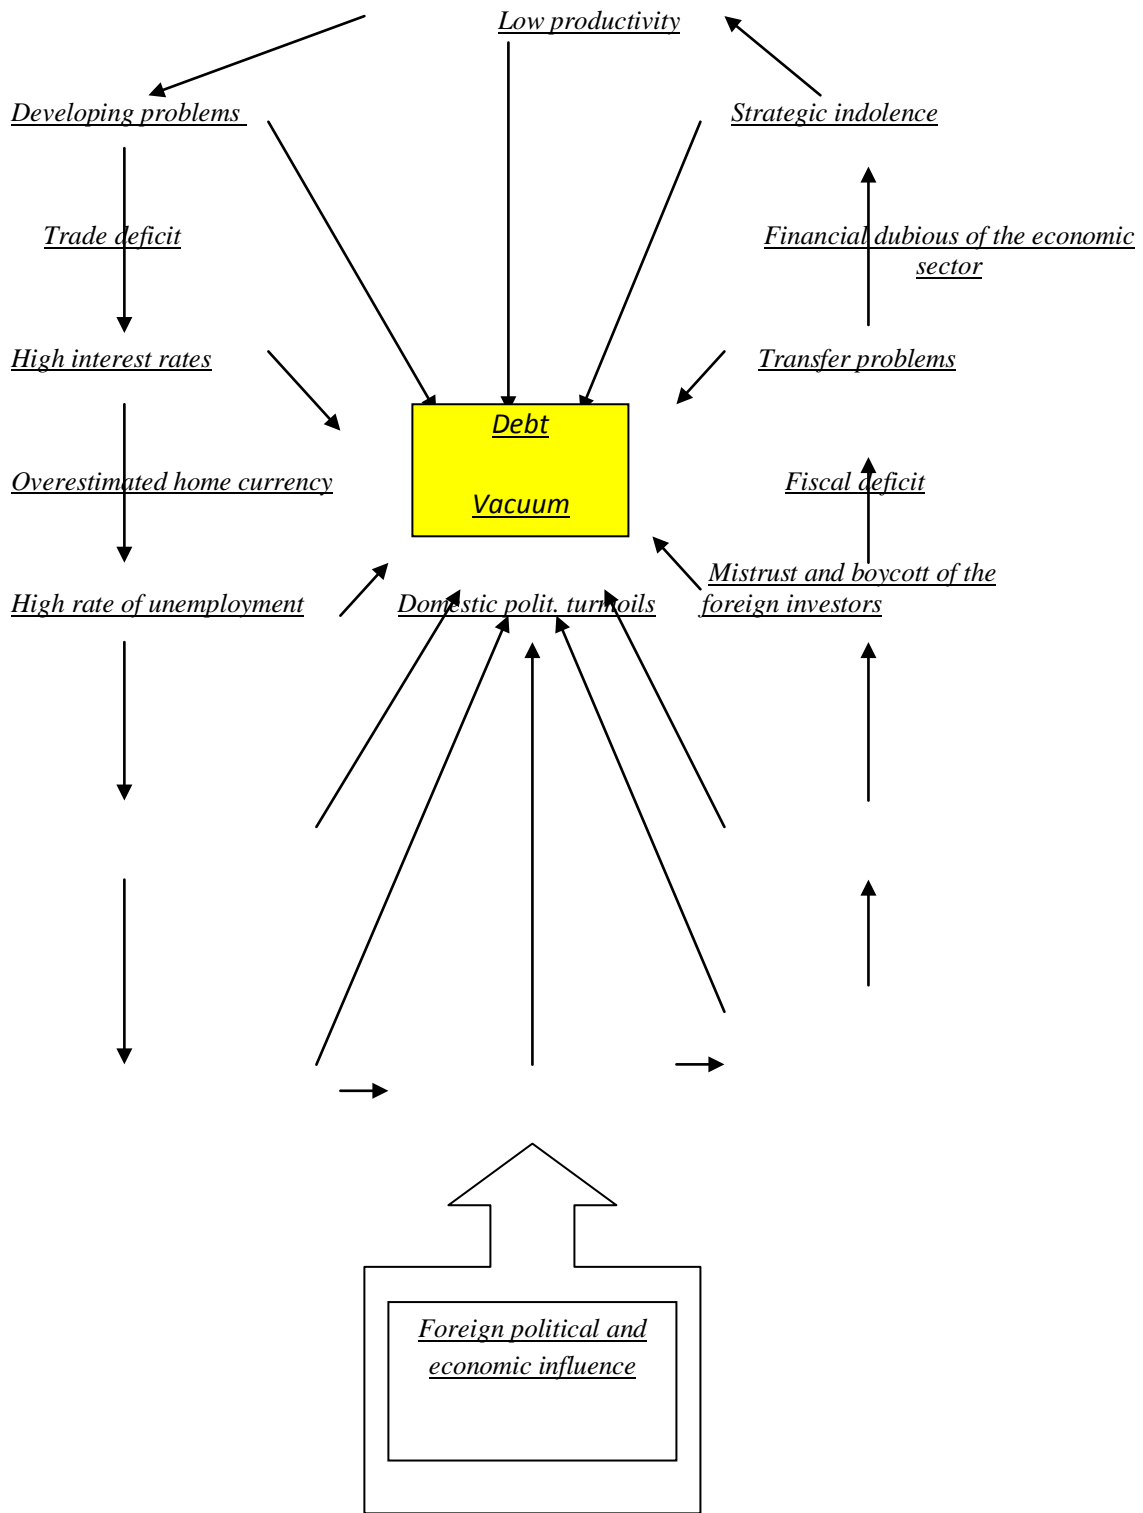 Low productivity
Developing problems
Strategic indolence
Trade deficit
Financial dubious of the economic
sector
High interest rates
Transfer problems
Debt
Vacuum
Overestimated home currency
Fiscal deficit
High rate of unemployment
Domestic polit. turmoils
Mistrust and boycott of the
foreign investors
Foreign political and
economic influence